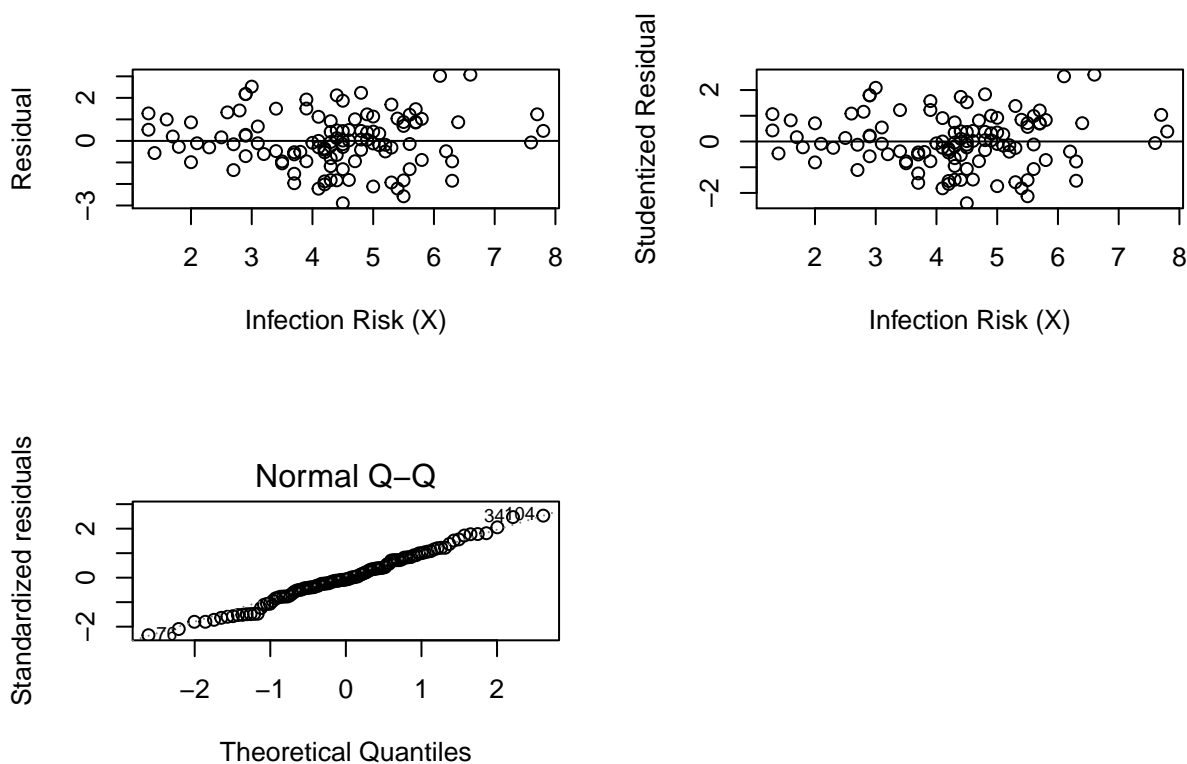 Residual
2
0
−3
2 3 4 5 6 7 8
Infection Risk (X)
Studentized Residual
2
0
−2
2 3 4 5 6 7 8
Infection Risk (X)
Normal Q−Q
Standardized residuals
2
0
−2
34
104
76
−2 −1 0 1 2
Theoretical Quantiles